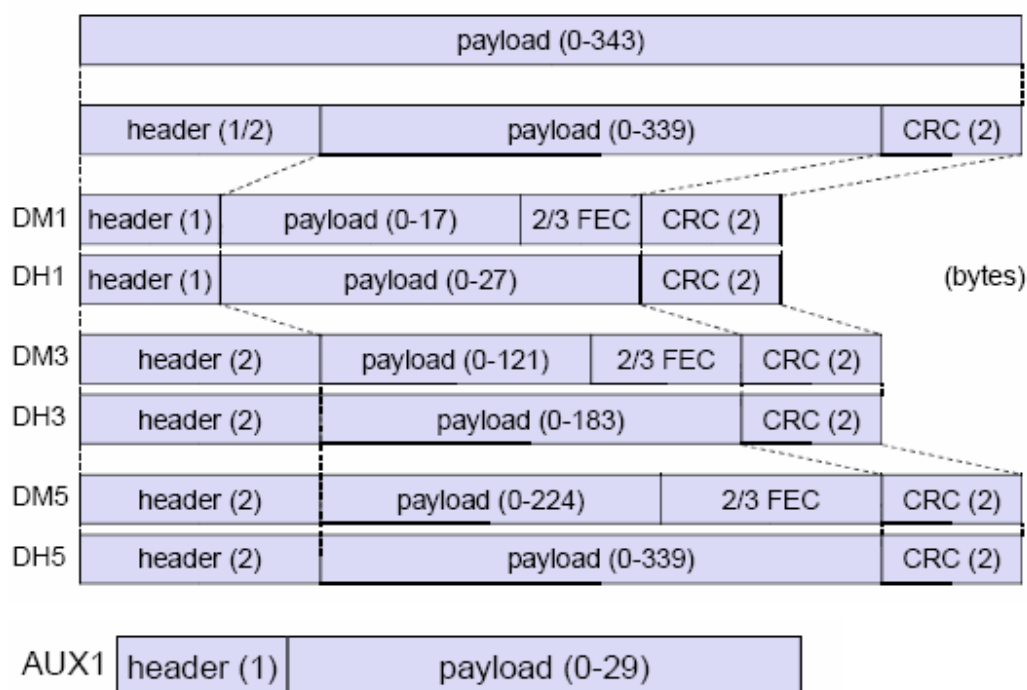 payload (0-343)
header (1/2) payload (0-339) CRC (2)
DM1 header (1) payload (0-17) 2/3 FEC CRC (2)
DH1 header (1) payload (0-27) CRC (2) (bytes)
DM3 header (2) payload (0-121) 2/3 FEC CRC (2)
DH3 header (2) payload (0-183) CRC (2)
DM5 header (2) payload (0-224) 2/3 FEC CRC (2)
DH5 header (2) payload (0-339) CRC (2)
AUX1 header (1) payload (0-29)